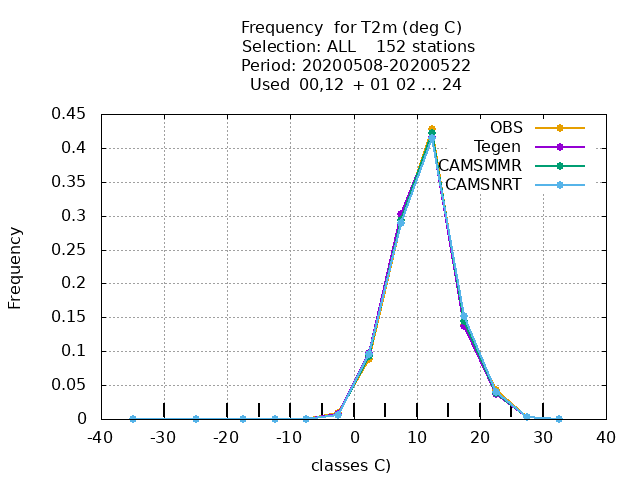 Frequency for T2m (deg C)
Selection: ALL 152 stations
Period: 20200508-20200522
Used 00,12 + 01 02 ... 24
0.45
0.4
0.35
0.3
0.25
0.2
0.15
0.1
0.05
0
Frequency
OBS
Tegen
CAMSMMR
CAMSNRT
-40 -30 -20 -10 0 10 20 30 40
classes C)